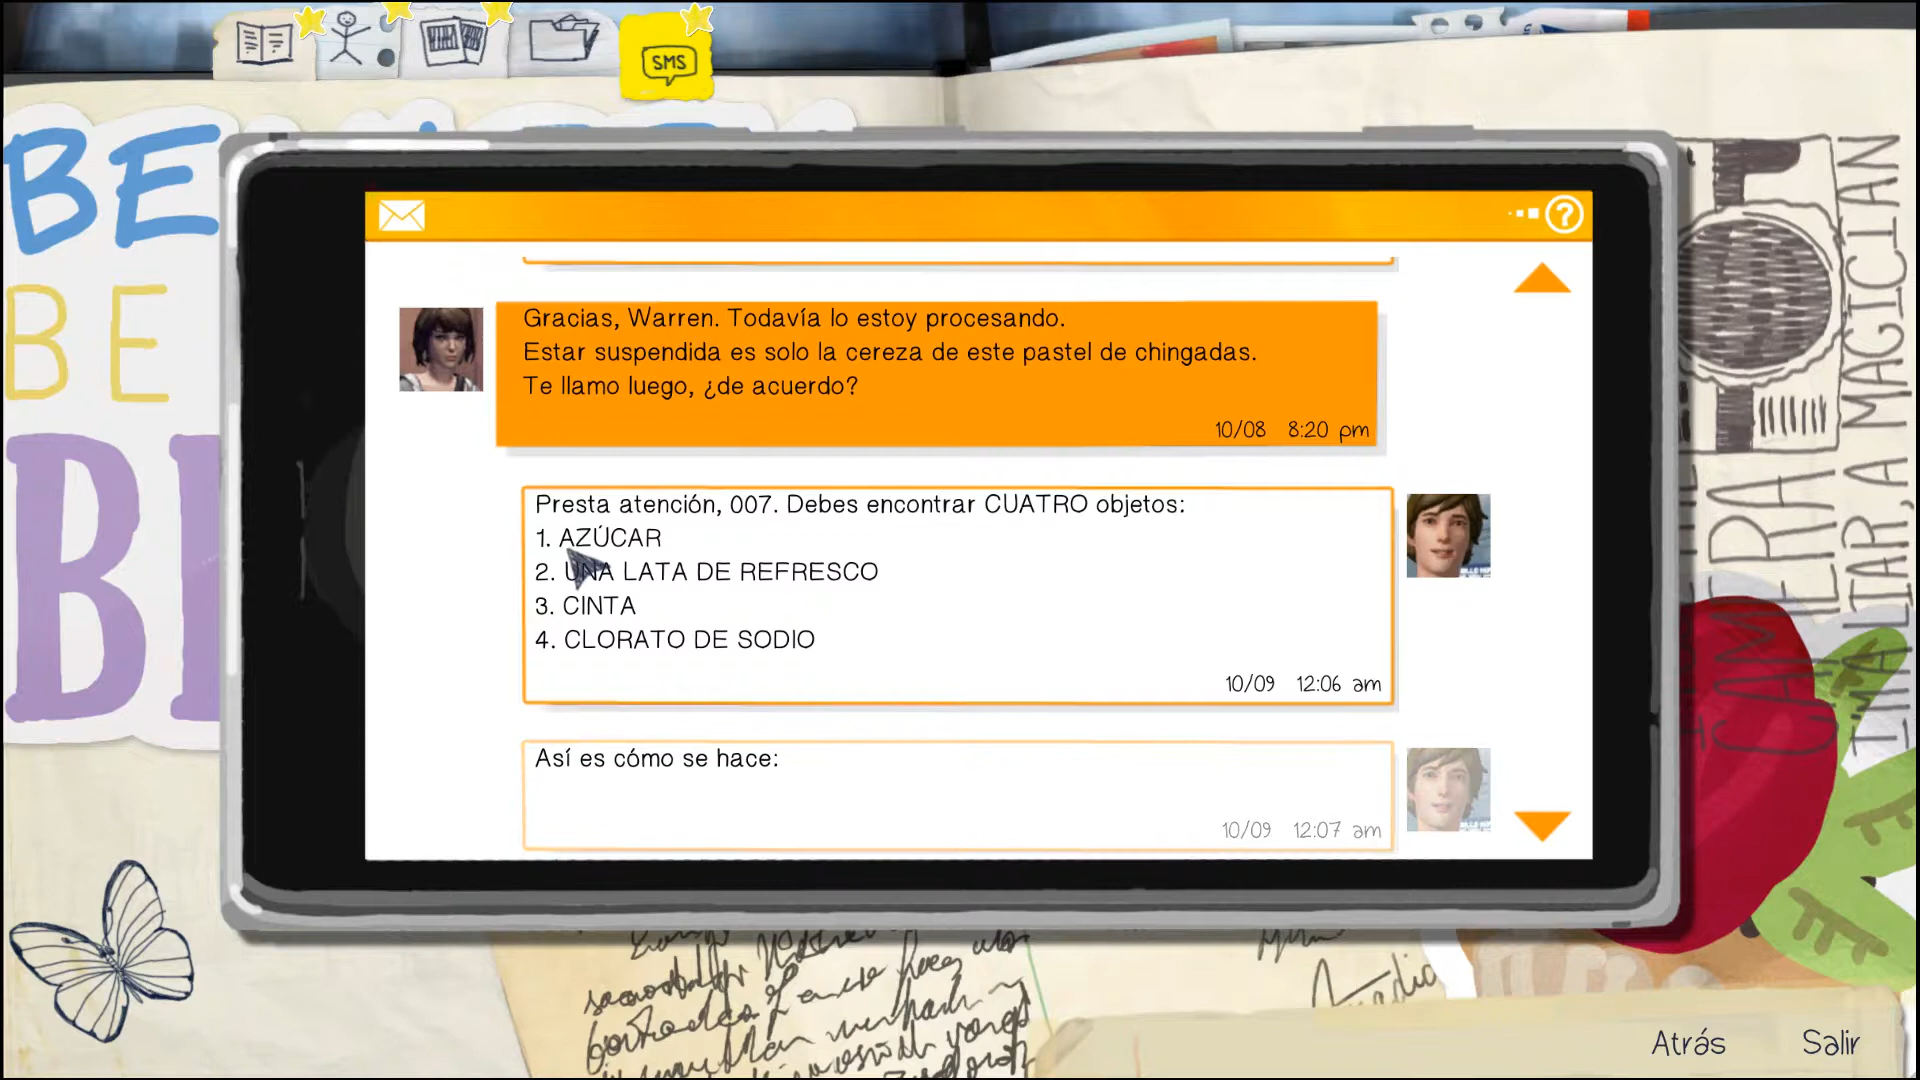 SMS
BE
BE
Gracias, Warren. Todavía lo estoy procesando.
Estar suspendida es solo la cereza de este pastel de chingadas.
Te llamo luego, ¿de acuerdo?
10/08 8:20 pm
Presta atención, 007. Debes encontrar CUATRO objetos:
1. AZÚCAR
2. UNA LATA DE REFRESCO
3. CINTA
4. CLORATO DE SODIO
10/09 12:06 am
Así es cómo se hace:
10/09 12:07 am
CAMERA
MILITAR, A MAGICIAN
Atrás
Salir